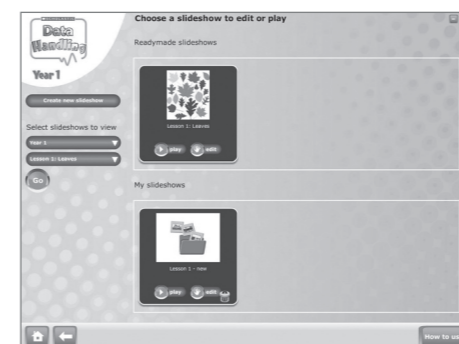 Data
Handling
Year 1
Create new slideshow
Select slideshows to view
Year 1
Lesson 1: Leaves
Go
Choose a slideshow to edit or play
Readymade slideshows
Lesson 1: Leaves
play
edit
My slideshows
Lesson 1 - new
play
edit
How to us